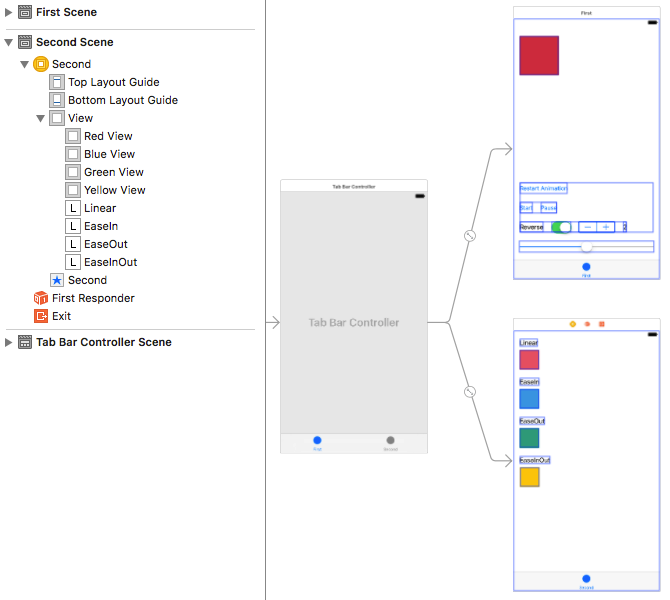 First Scene
Second Scene
Second
Top Layout Guide
Bottom Layout Guide
View
Red View
Blue View
Green View
Yellow View
L Linear
L EaseIn
L EaseOut
L EaseInOut
Second
First Responder
Exit
Tab Bar Controller Scene
Tab Bar Controller
Tab Bar Controller
First
Second
First
Restart Animation
Start Pause
Reverse
First
Linear
EaseIn
EaseOut
EaseInOut
Second